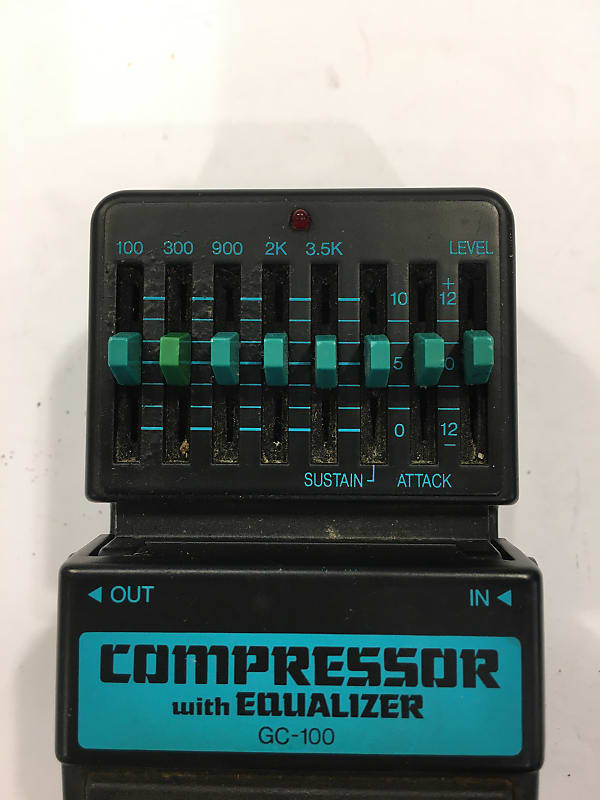 100 300 900 2K 3.5K LEVEL
+
10 12
5 0
0 12
−
SUSTAIN ATTACK
◀ OUT IN ◀
COMPRESSOR
with EQUALIZER
GC-100